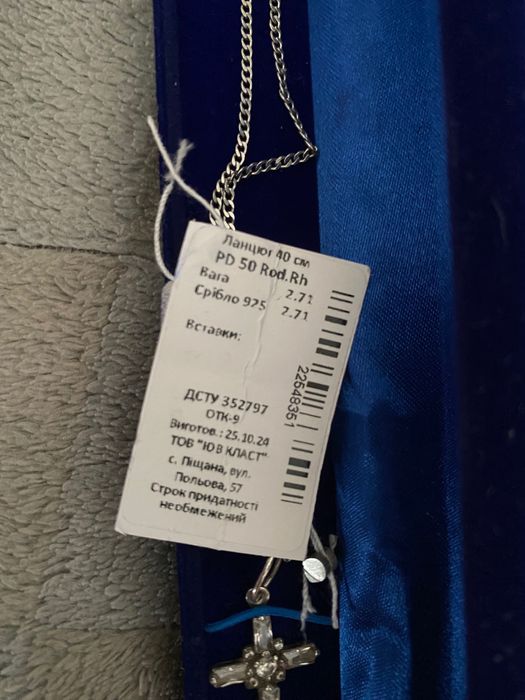 Ланцюг 40 см
PD 50 Rod.Rh
Вага 2.71
Срібло 925 2.71
Вставки:
22548351
ДСТУ 352797
ОТК-9
Виготов.: 25.10.24
ТОВ "ЮВ КЛАСТ"
с. Піщана, вул.
Польова, 57
Строк придатності
необмежений